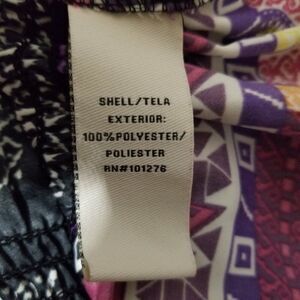 SHELL/TELA
EXTERIOR:
100%POLYESTER/
POLIESTER
RN#101276